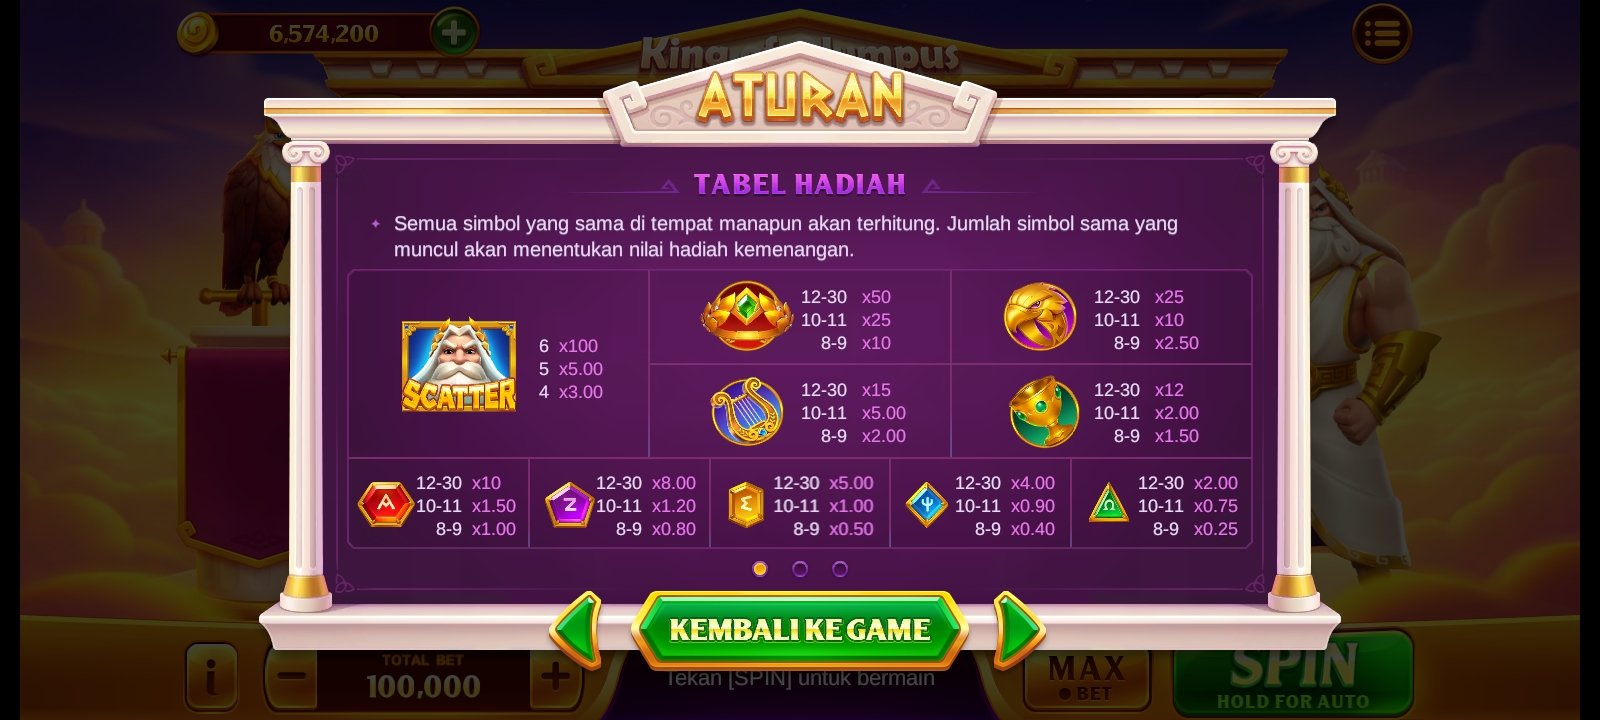 6,574,200
ATURAN
TABEL HADIAH
Semua simbol yang sama di tempat manapun akan terhitung. Jumlah simbol sama yang
muncul akan menentukan nilai hadiah kemenangan.
SCATTER
6 x100
5 x5.00
4 x3.00
12-30 x50
10-11 x25
8-9 x10
12-30 x25
10-11 x10
8-9 x2.50
12-30 x15
10-11 x5.00
8-9 x2.00
12-30 x12
10-11 x2.00
8-9 x1.50
A
12-30 x10
10-11 x1.50
8-9 x1.00
Z
12-30 x8.00
10-11 x1.20
8-9 x0.80
Σ
12-30 x5.00
10-11 x1.00
8-9 x0.50
Ψ
12-30 x4.00
10-11 x0.90
8-9 x0.40
Ω
12-30 x2.00
10-11 x0.75
8-9 x0.25
KEMBALI KE GAME
i
TOTAL BET
100,000
Tekan [SPIN] untuk bermain
MAX
BET
SPIN
HOLD FOR AUTO